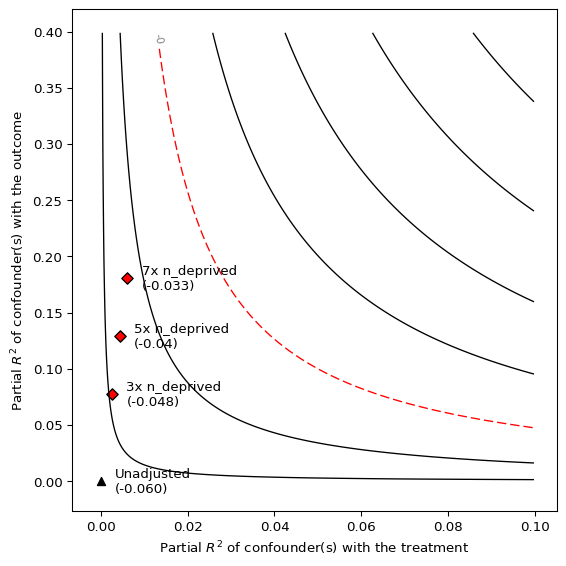 0.40
0.35
0.30
0.25
0.20
0.15
0.10
0.05
0.00
Partial R² of confounder(s) with the outcome
0
7x n_deprived
(-0.033)
5x n_deprived
(-0.04)
3x n_deprived
(-0.048)
Unadjusted
(-0.060)
0.00 0.02 0.04 0.06 0.08 0.10
Partial R² of confounder(s) with the treatment